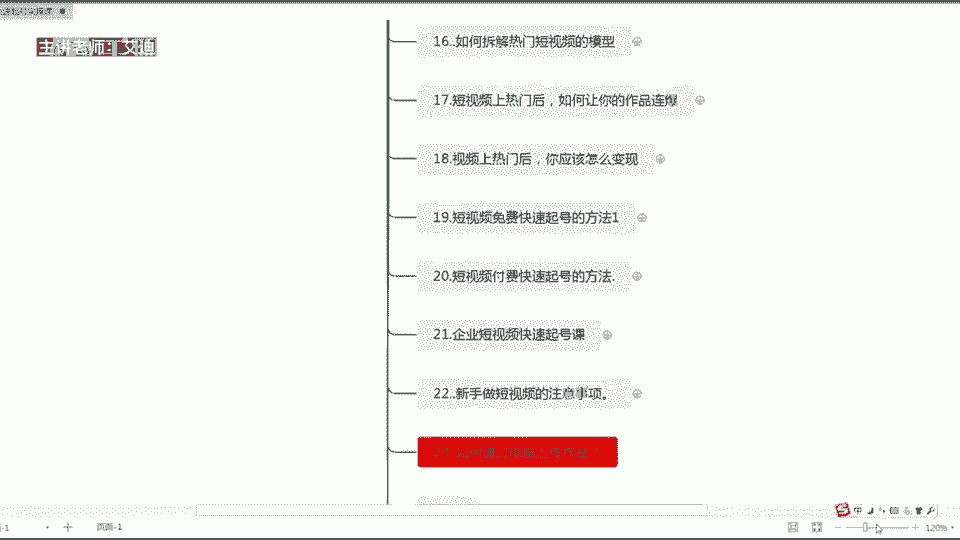 主讲老师：艾迪
16..如何拆解热门短视频的模型
17.短视频上热门后，如何让你的作品连爆
18.视频上热门后，你应该怎么变现
19.短视频免费快速起号的方法1
20.短视频付费快速起号的方法.
21.企业短视频快速起号课
22..新手做短视频的注意事项。
页面-1
中
120%